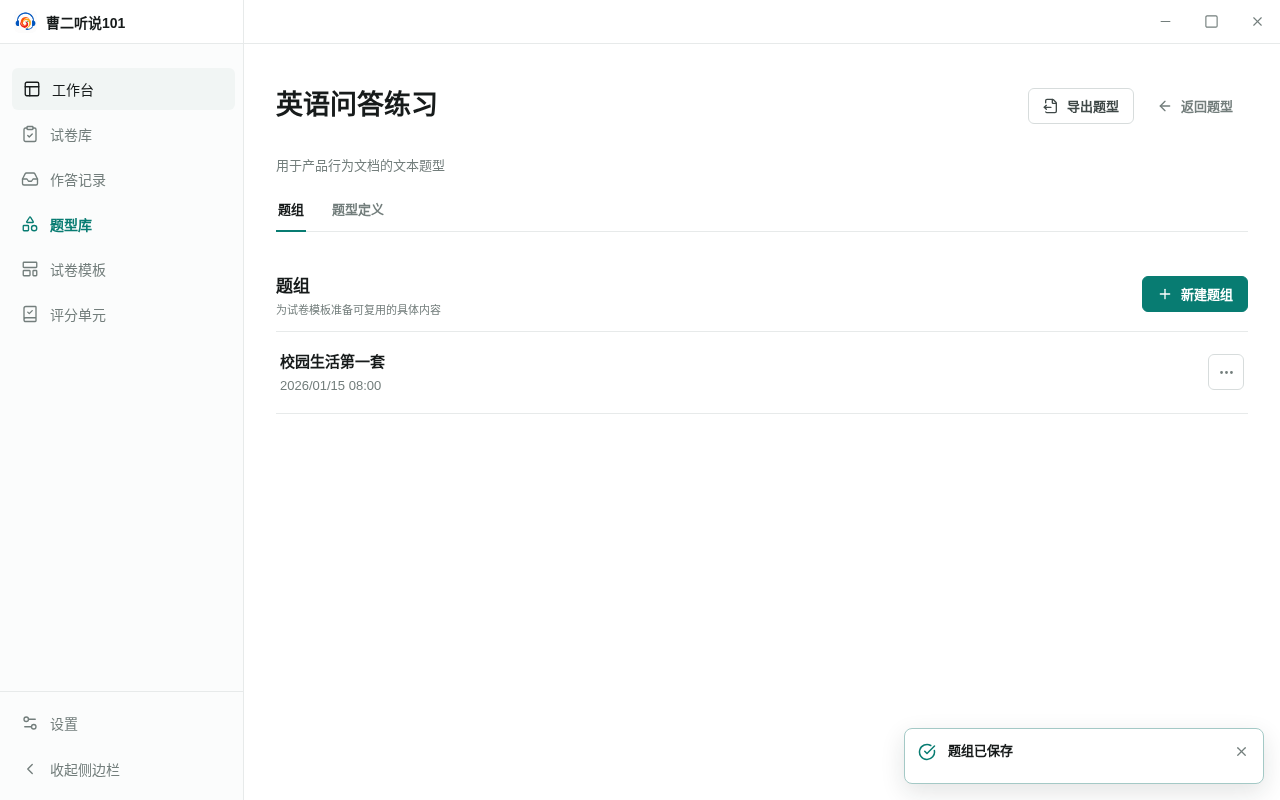 曹二听说101
工作台
试卷库
作答记录
题型库
试卷模板
评分单元
设置
收起侧边栏
英语问答练习
导出题型
返回题型
用于产品行为文档的文本题型
题组
题型定义
题组
为试卷模板准备可复用的具体内容
新建题组
校园生活第一套
2026/01/15 08:00
题组已保存